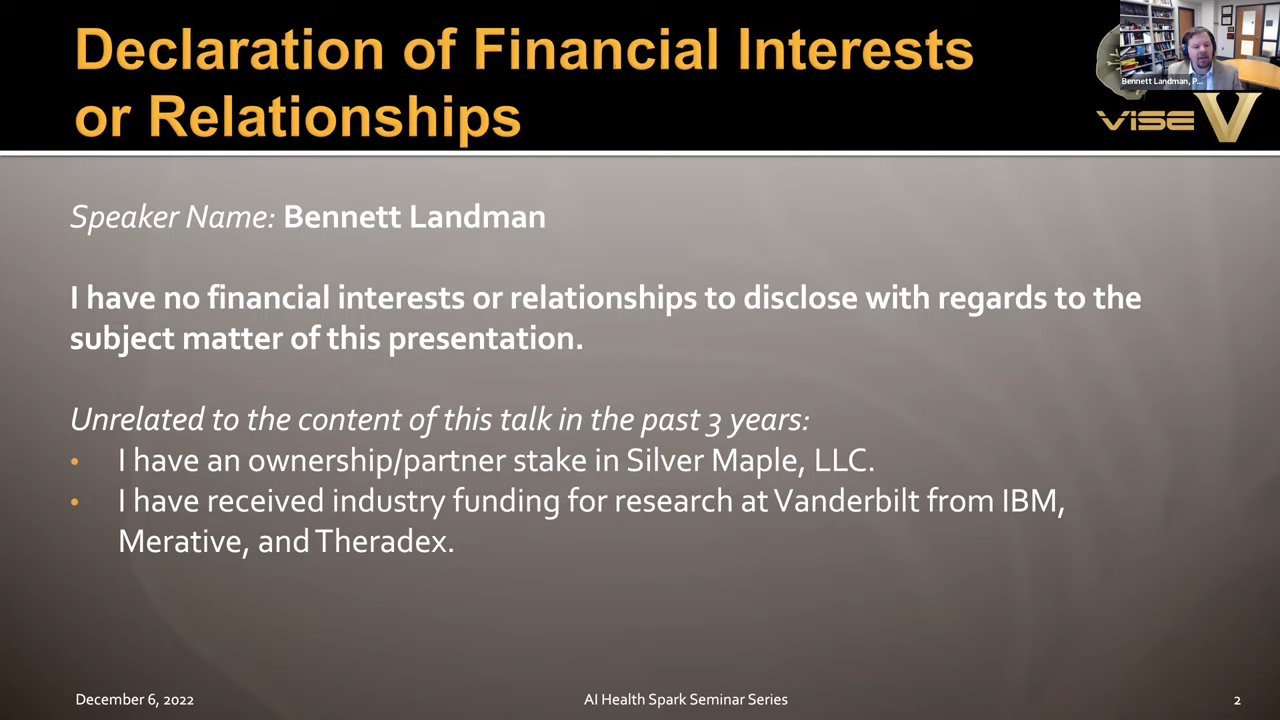 Declaration of Financial Interests
or Relationships
Bennett Landman, P...
VISE V
Speaker Name: Bennett Landman
I have no financial interests or relationships to disclose with regards to the
subject matter of this presentation.
Unrelated to the content of this talk in the past 3 years:
• I have an ownership/partner stake in Silver Maple, LLC.
• I have received industry funding for research at Vanderbilt from IBM,
Merative, and Theradex.
December 6, 2022 AI Health Spark Seminar Series 2